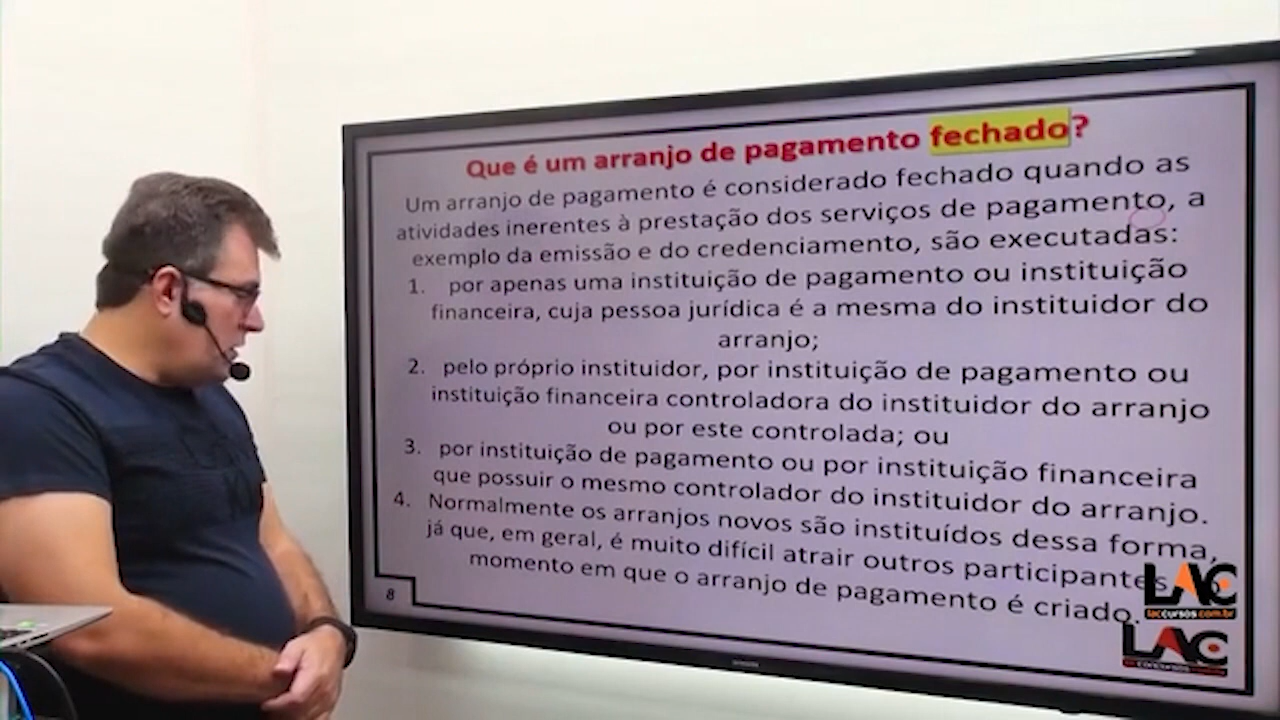 Que é um arranjo de pagamento fechado?
Um arranjo de pagamento é considerado fechado quando as
atividades inerentes à prestação dos serviços de pagamento, a
exemplo da emissão e do credenciamento, são executadas:
1. por apenas uma instituição de pagamento ou instituição
financeira, cuja pessoa jurídica é a mesma do instituidor do
arranjo;
2. pelo próprio instituidor, por instituição de pagamento ou
instituição financeira controladora do instituidor do arranjo
ou por este controlada; ou
3. por instituição de pagamento ou por instituição financeira
que possuir o mesmo controlador do instituidor do arranjo.
4. Normalmente os arranjos novos são instituídos dessa forma,
já que, em geral, é muito difícil atrair outros participantes
momento em que o arranjo de pagamento é criado.
8
LAC
laccursos.com.br
LAC